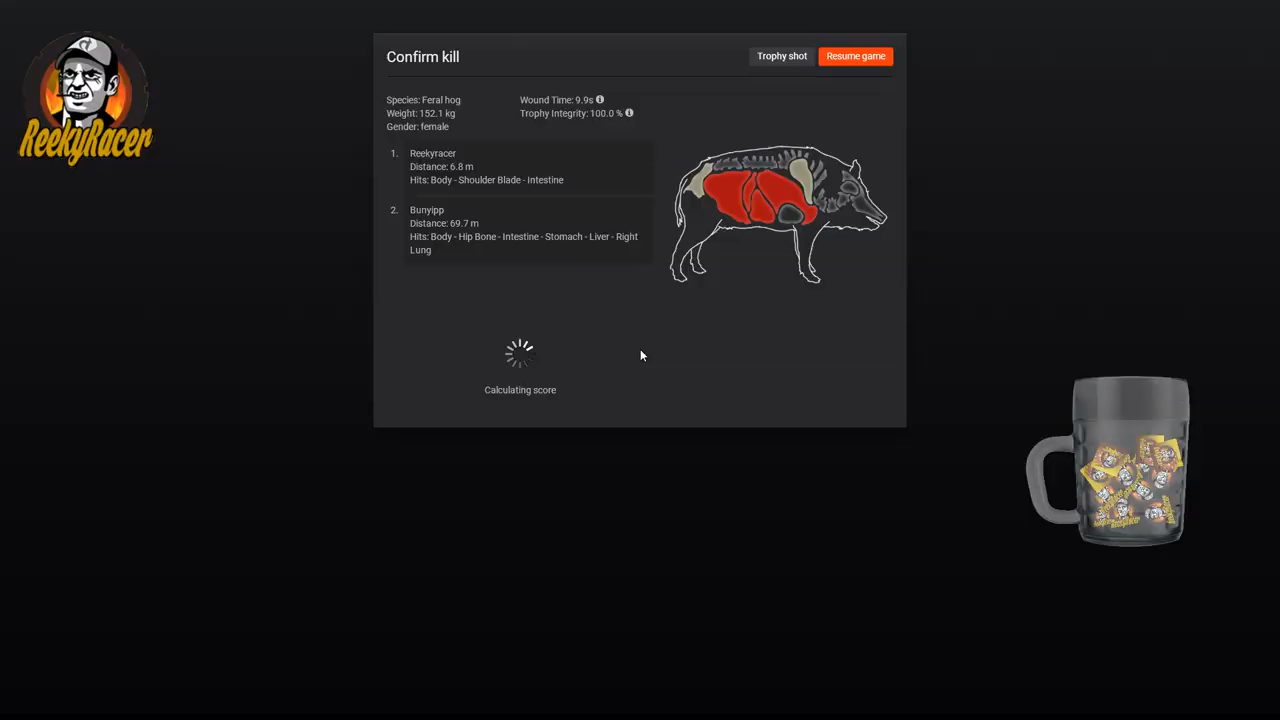 ReekyRacer
Confirm kill
Trophy shot
Resume game
Species: Feral hog
Weight: 152.1 kg
Gender: female
Wound Time: 9.9s
Trophy Integrity: 100.0 %
1.
Reekyracer
Distance: 6.8 m
Hits: Body - Shoulder Blade - Intestine
2.
Bunyipp
Distance: 69.7 m
Hits: Body - Hip Bone - Intestine - Stomach - Liver - Right
Lung
Calculating score